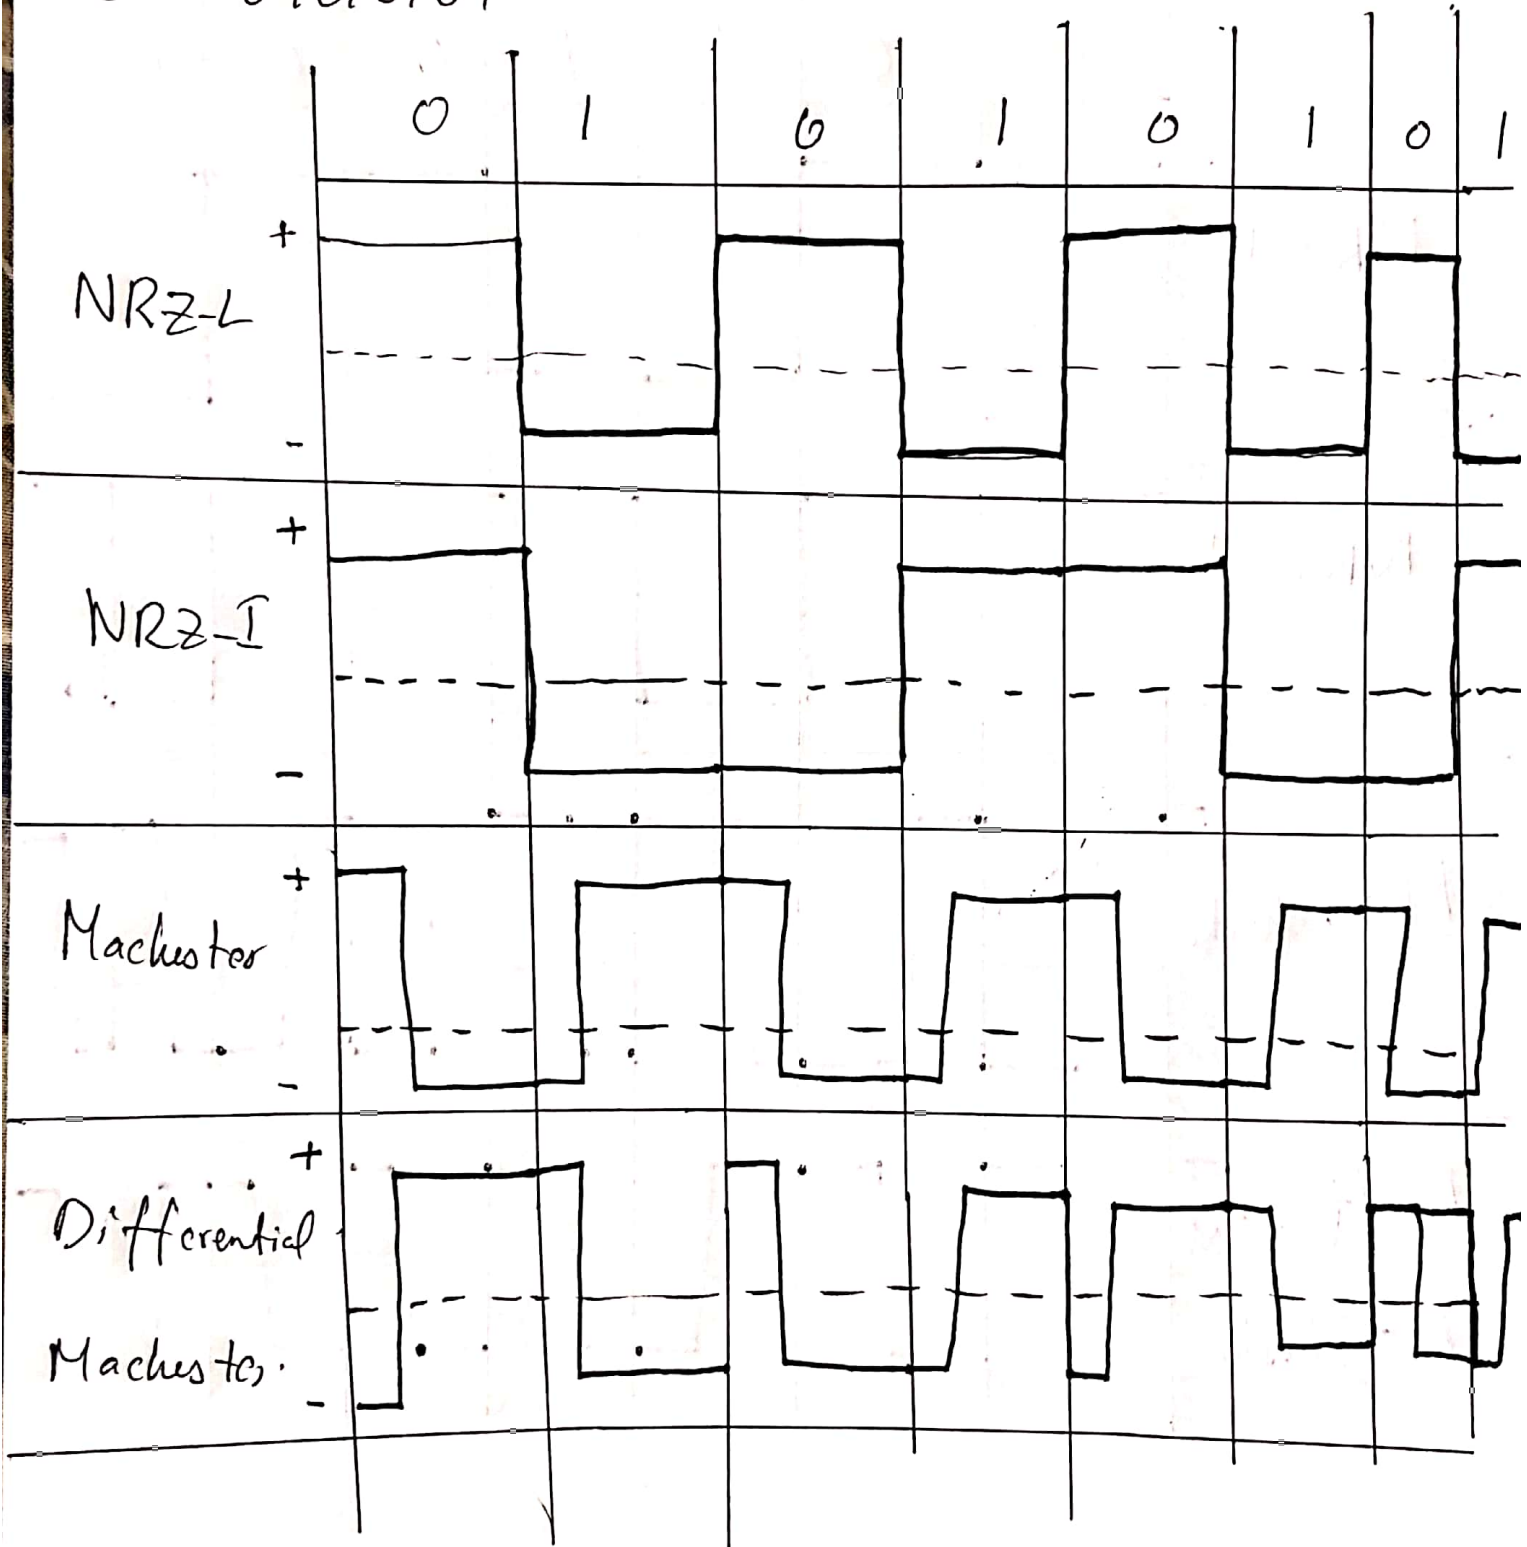 0 1 0 1 0 1 0 1
+
NRZ-L
-
+
NRZ-I
-
+
Machester
-
+
Differential
Machester.
-